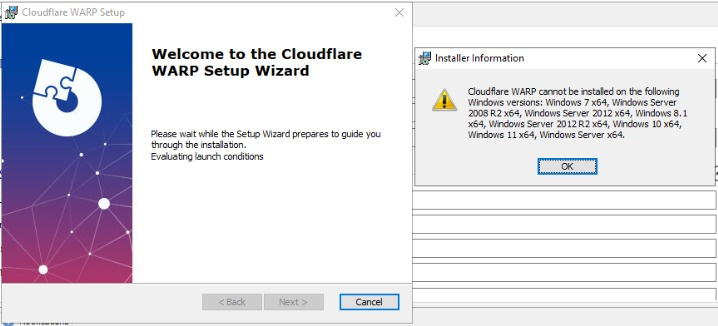 Cloudflare WARP Setup
Welcome to the Cloudflare
WARP Setup Wizard
Please wait while the Setup Wizard prepares to guide you
through the installation.
Evaluating launch conditions
< Back
Next >
Cancel
Installer Information
Cloudflare WARP cannot be installed on the following
Windows versions: Windows 7 x64, Windows Server
2008 R2 x64, Windows Server 2012 x64, Windows 8.1
x64, Windows Server 2012 R2 x64, Windows 10 x64,
Windows 11 x64, Windows Server x64.
OK